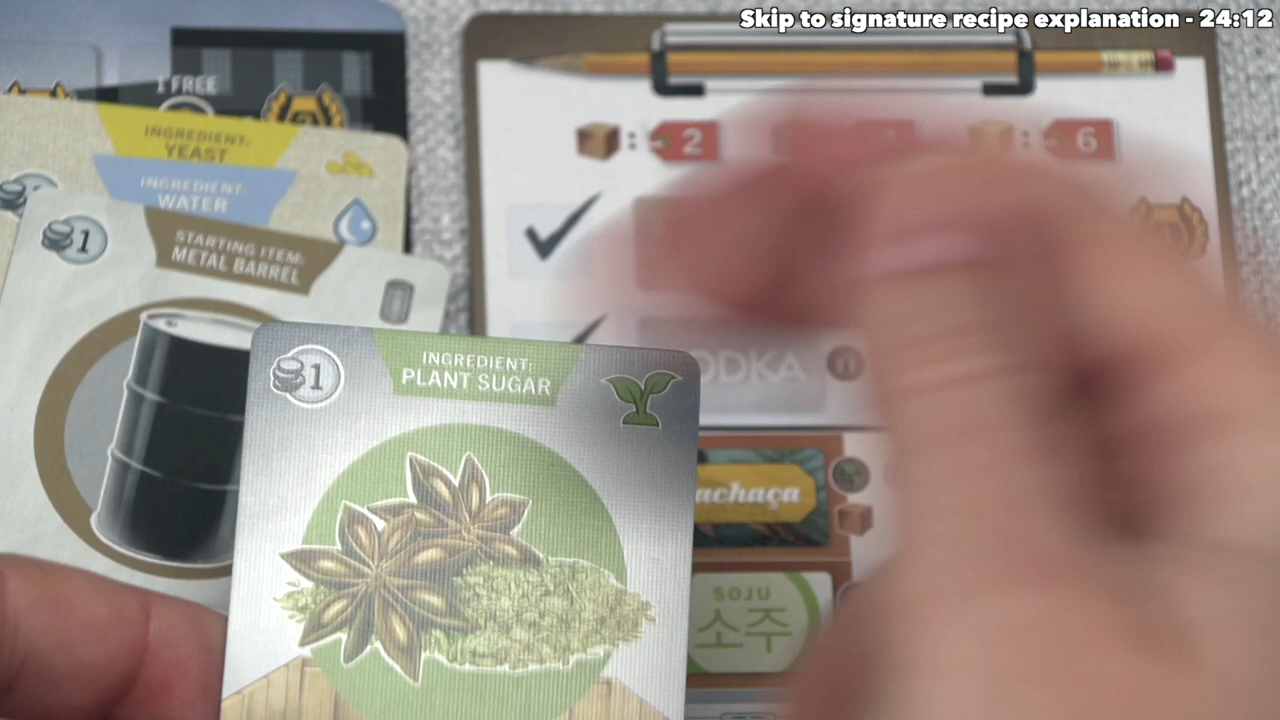 Skip to signature recipe explanation - 24:12
1 FREE
2
6
INGREDIENT:
YEAST
INGREDIENT:
WATER
1
STARTING ITEM:
METAL BARREL
1
INGREDIENT:
PLANT SUGAR
ODKA
achaça
SOJU
소주